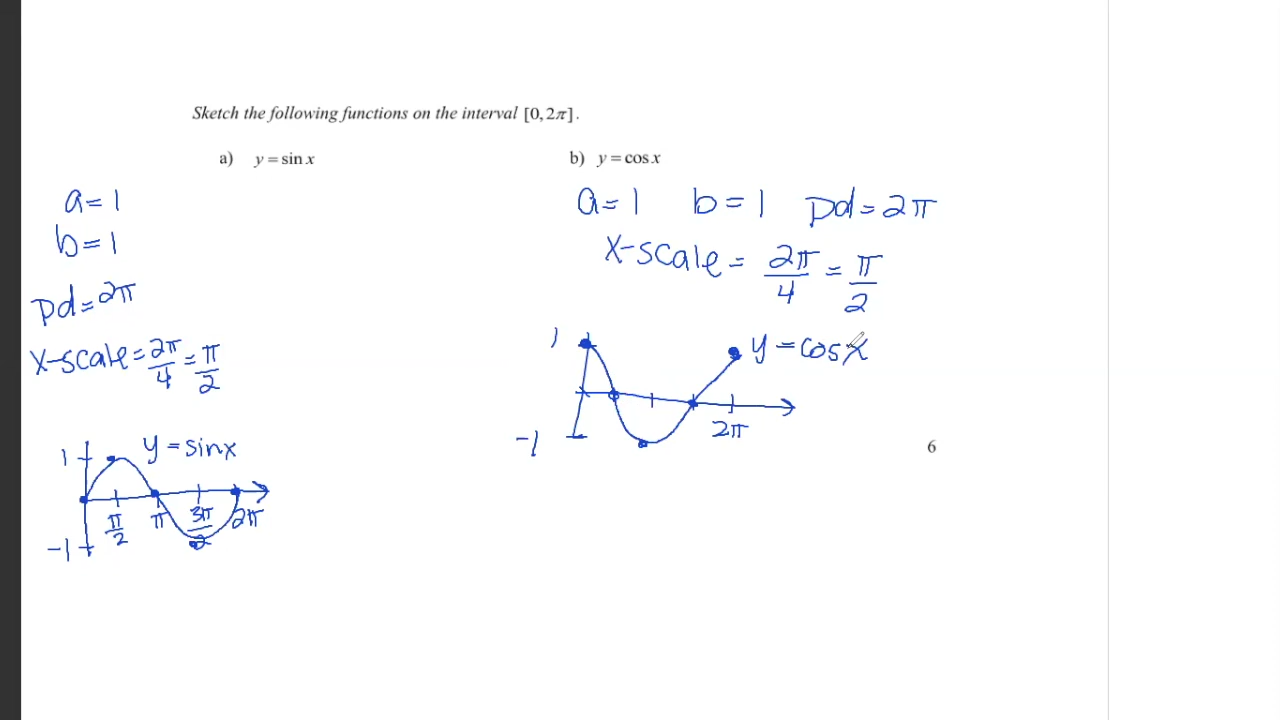 Sketch the following functions on the interval [0, 2π].
a) y = sin x
a = 1
b = 1
pd = 2π
x-scale = 2π/4 = π/2
1
y = sinx
π/2 π 3π/2 2π
-1
b) y = cos x
a = 1 b = 1 pd = 2π
x-scale = 2π/4 = π/2
1
y = cosx
2π
-1
6